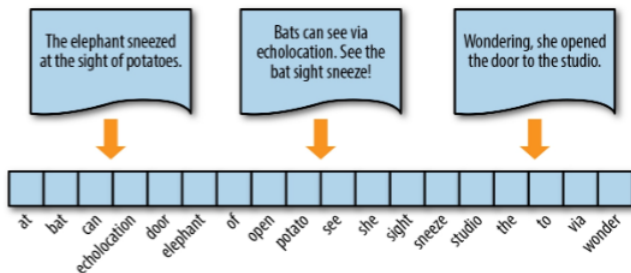 The elephant sneezed
at the sight of potatoes.
Bats can see via
echolocation. See the
bat sight sneeze!
Wondering, she opened
the door to the studio.
at
bat
can
echolocation
door
elephant
of
open
potato
see
she
sight
sneeze
studio
the
to
via
wonder